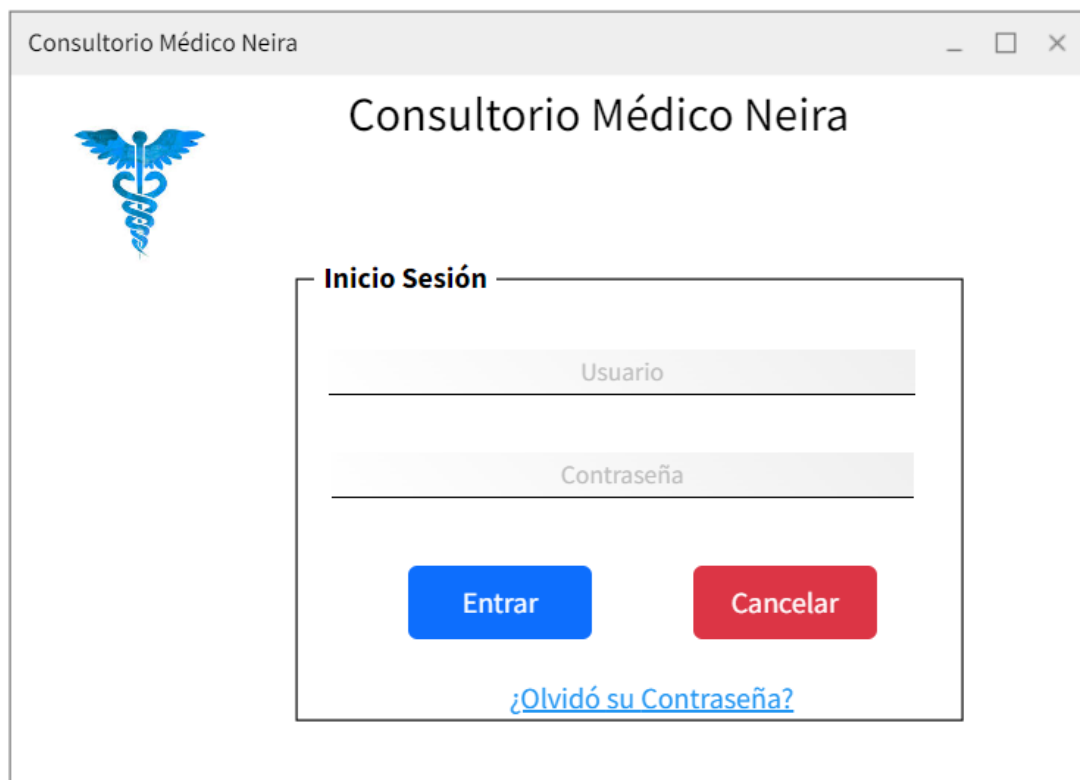 Consultorio Médico Neira
Consultorio Médico Neira
Inicio Sesión
Usuario
Contraseña
Entrar
Cancelar
¿Olvidó su Contraseña?